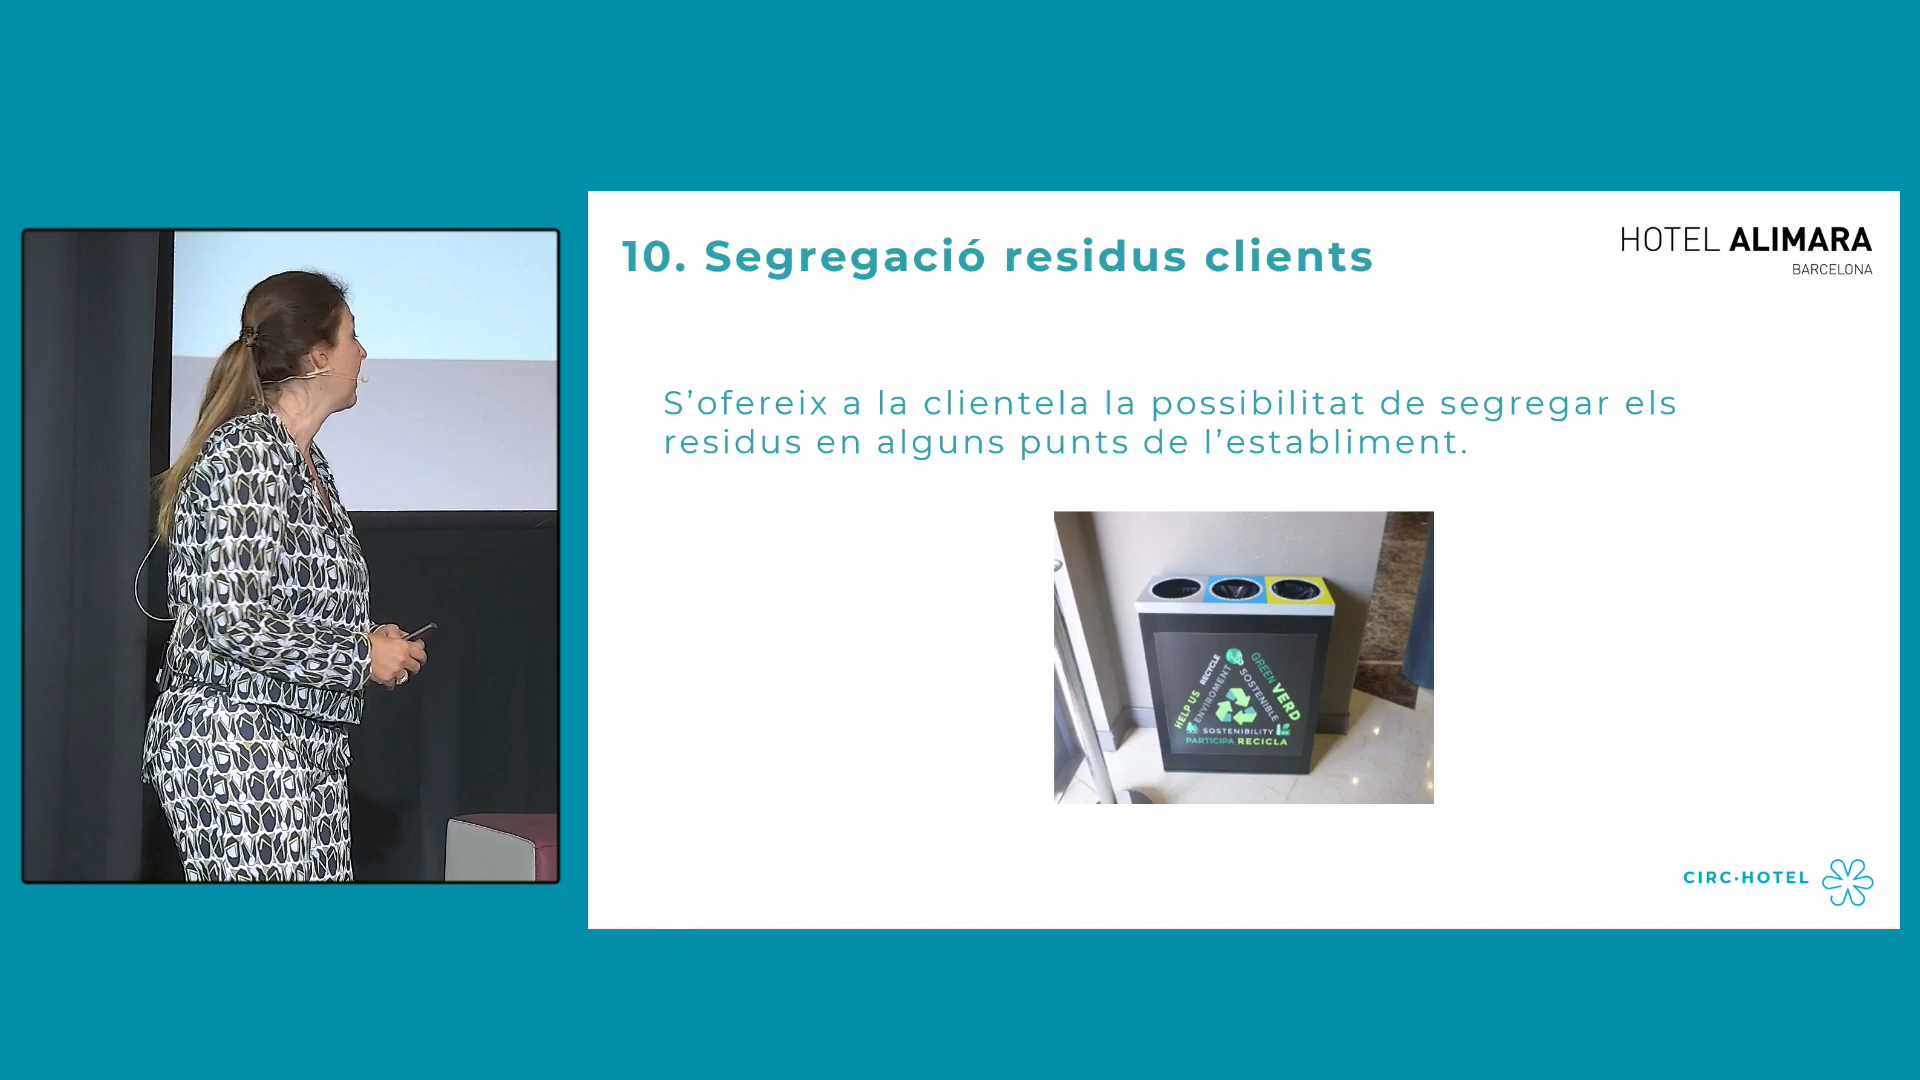 10. Segregació residus clients
HOTEL ALIMARA
BARCELONA
S’ofereix a la clientela la possibilitat de segregar els
residus en alguns punts de l’establiment.
HELP US
RECYCLE
ENVIROMENT
GREEN VERD
SOSTENIBLE
SOSTENIBILITY
PARTICIPA RECICLA
CIRC·HOTEL